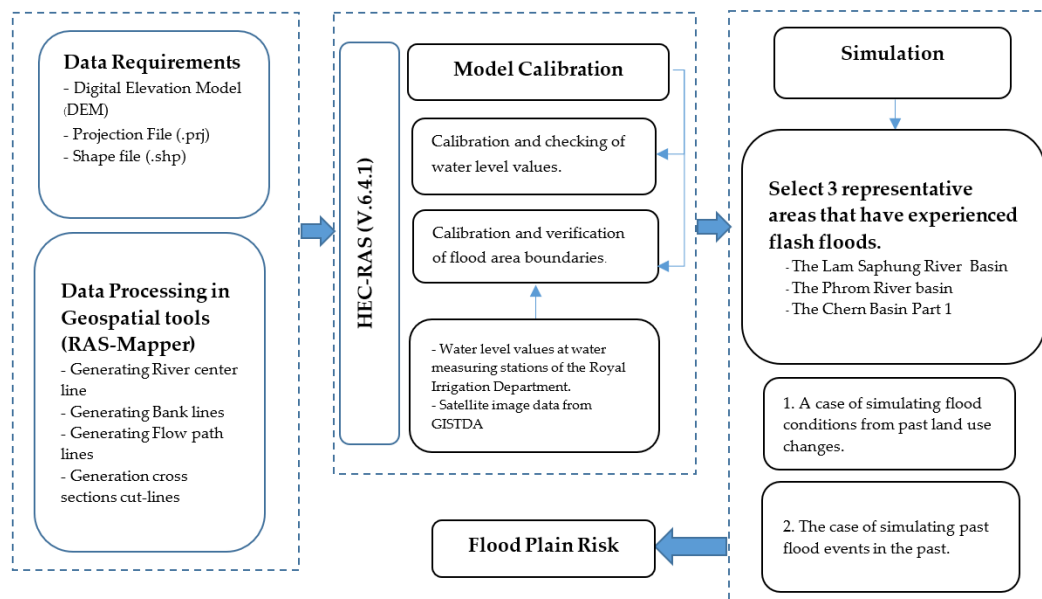 Data Requirements
- Digital Elevation Model
(DEM)
- Projection File (.prj)
- Shape file (.shp)
Data Processing in
Geospatial tools
(RAS-Mapper)
- Generating River center
line
- Generating Bank lines
- Generating Flow path
lines
- Generation cross
sections cut-lines
HEC-RAS (V.6.4.1)
Model Calibration
Calibration and checking of
water level values.
Calibration and verification
of flood area boundaries.
- Water level values at water
measuring stations of the Royal
Irrigation Department.
- Satellite image data from
GISTDA
Simulation
Select 3 representative
areas that have experienced
flash floods.
- The Lam Saphung River Basin
- The Phrom River basin
- The Chern Basin Part 1
1. A case of simulating flood
conditions from past land use
changes.
2. The case of simulating past
flood events in the past.
Flood Plain Risk